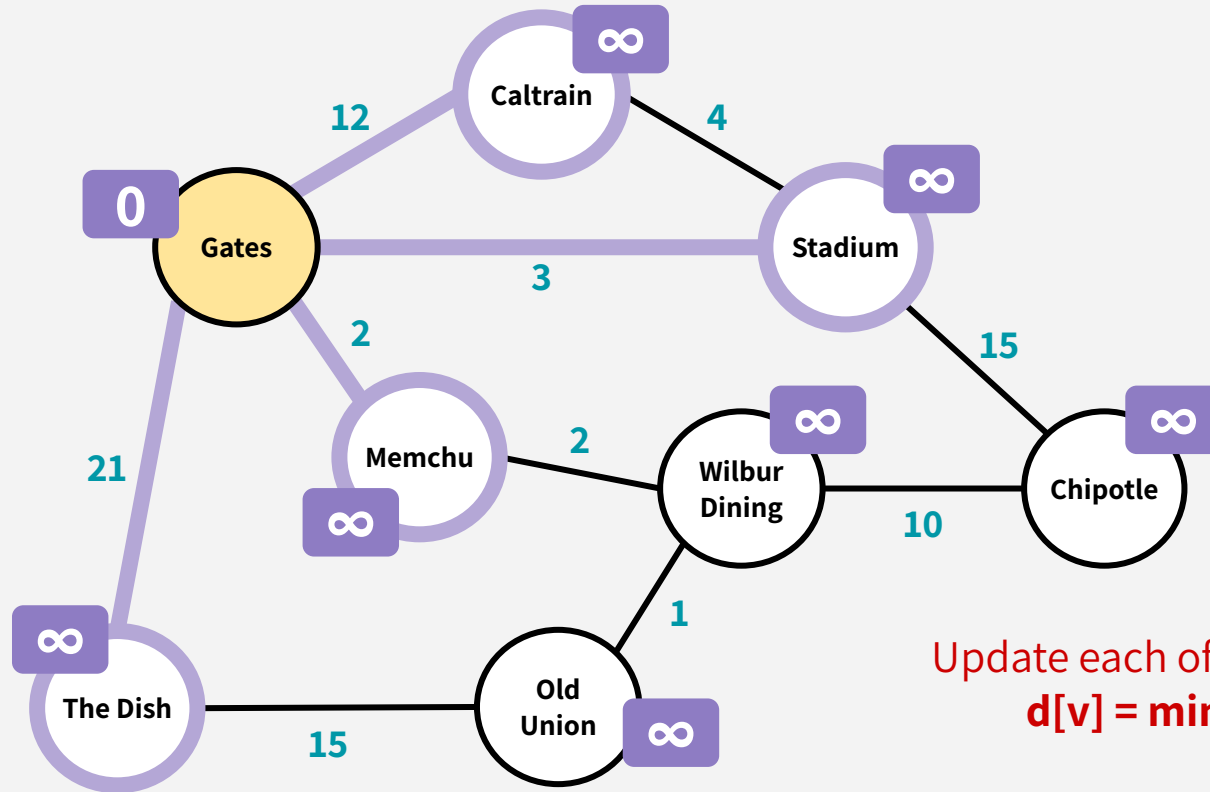 ∞
Caltrain
12
4
∞
0
Gates
Stadium
3
2
15
∞
∞
Memchu
2
Wilbur
Dining
Chipotle
21
∞
10
1
∞
Update each of
d[v] = min
The Dish
Old
Union
∞
15